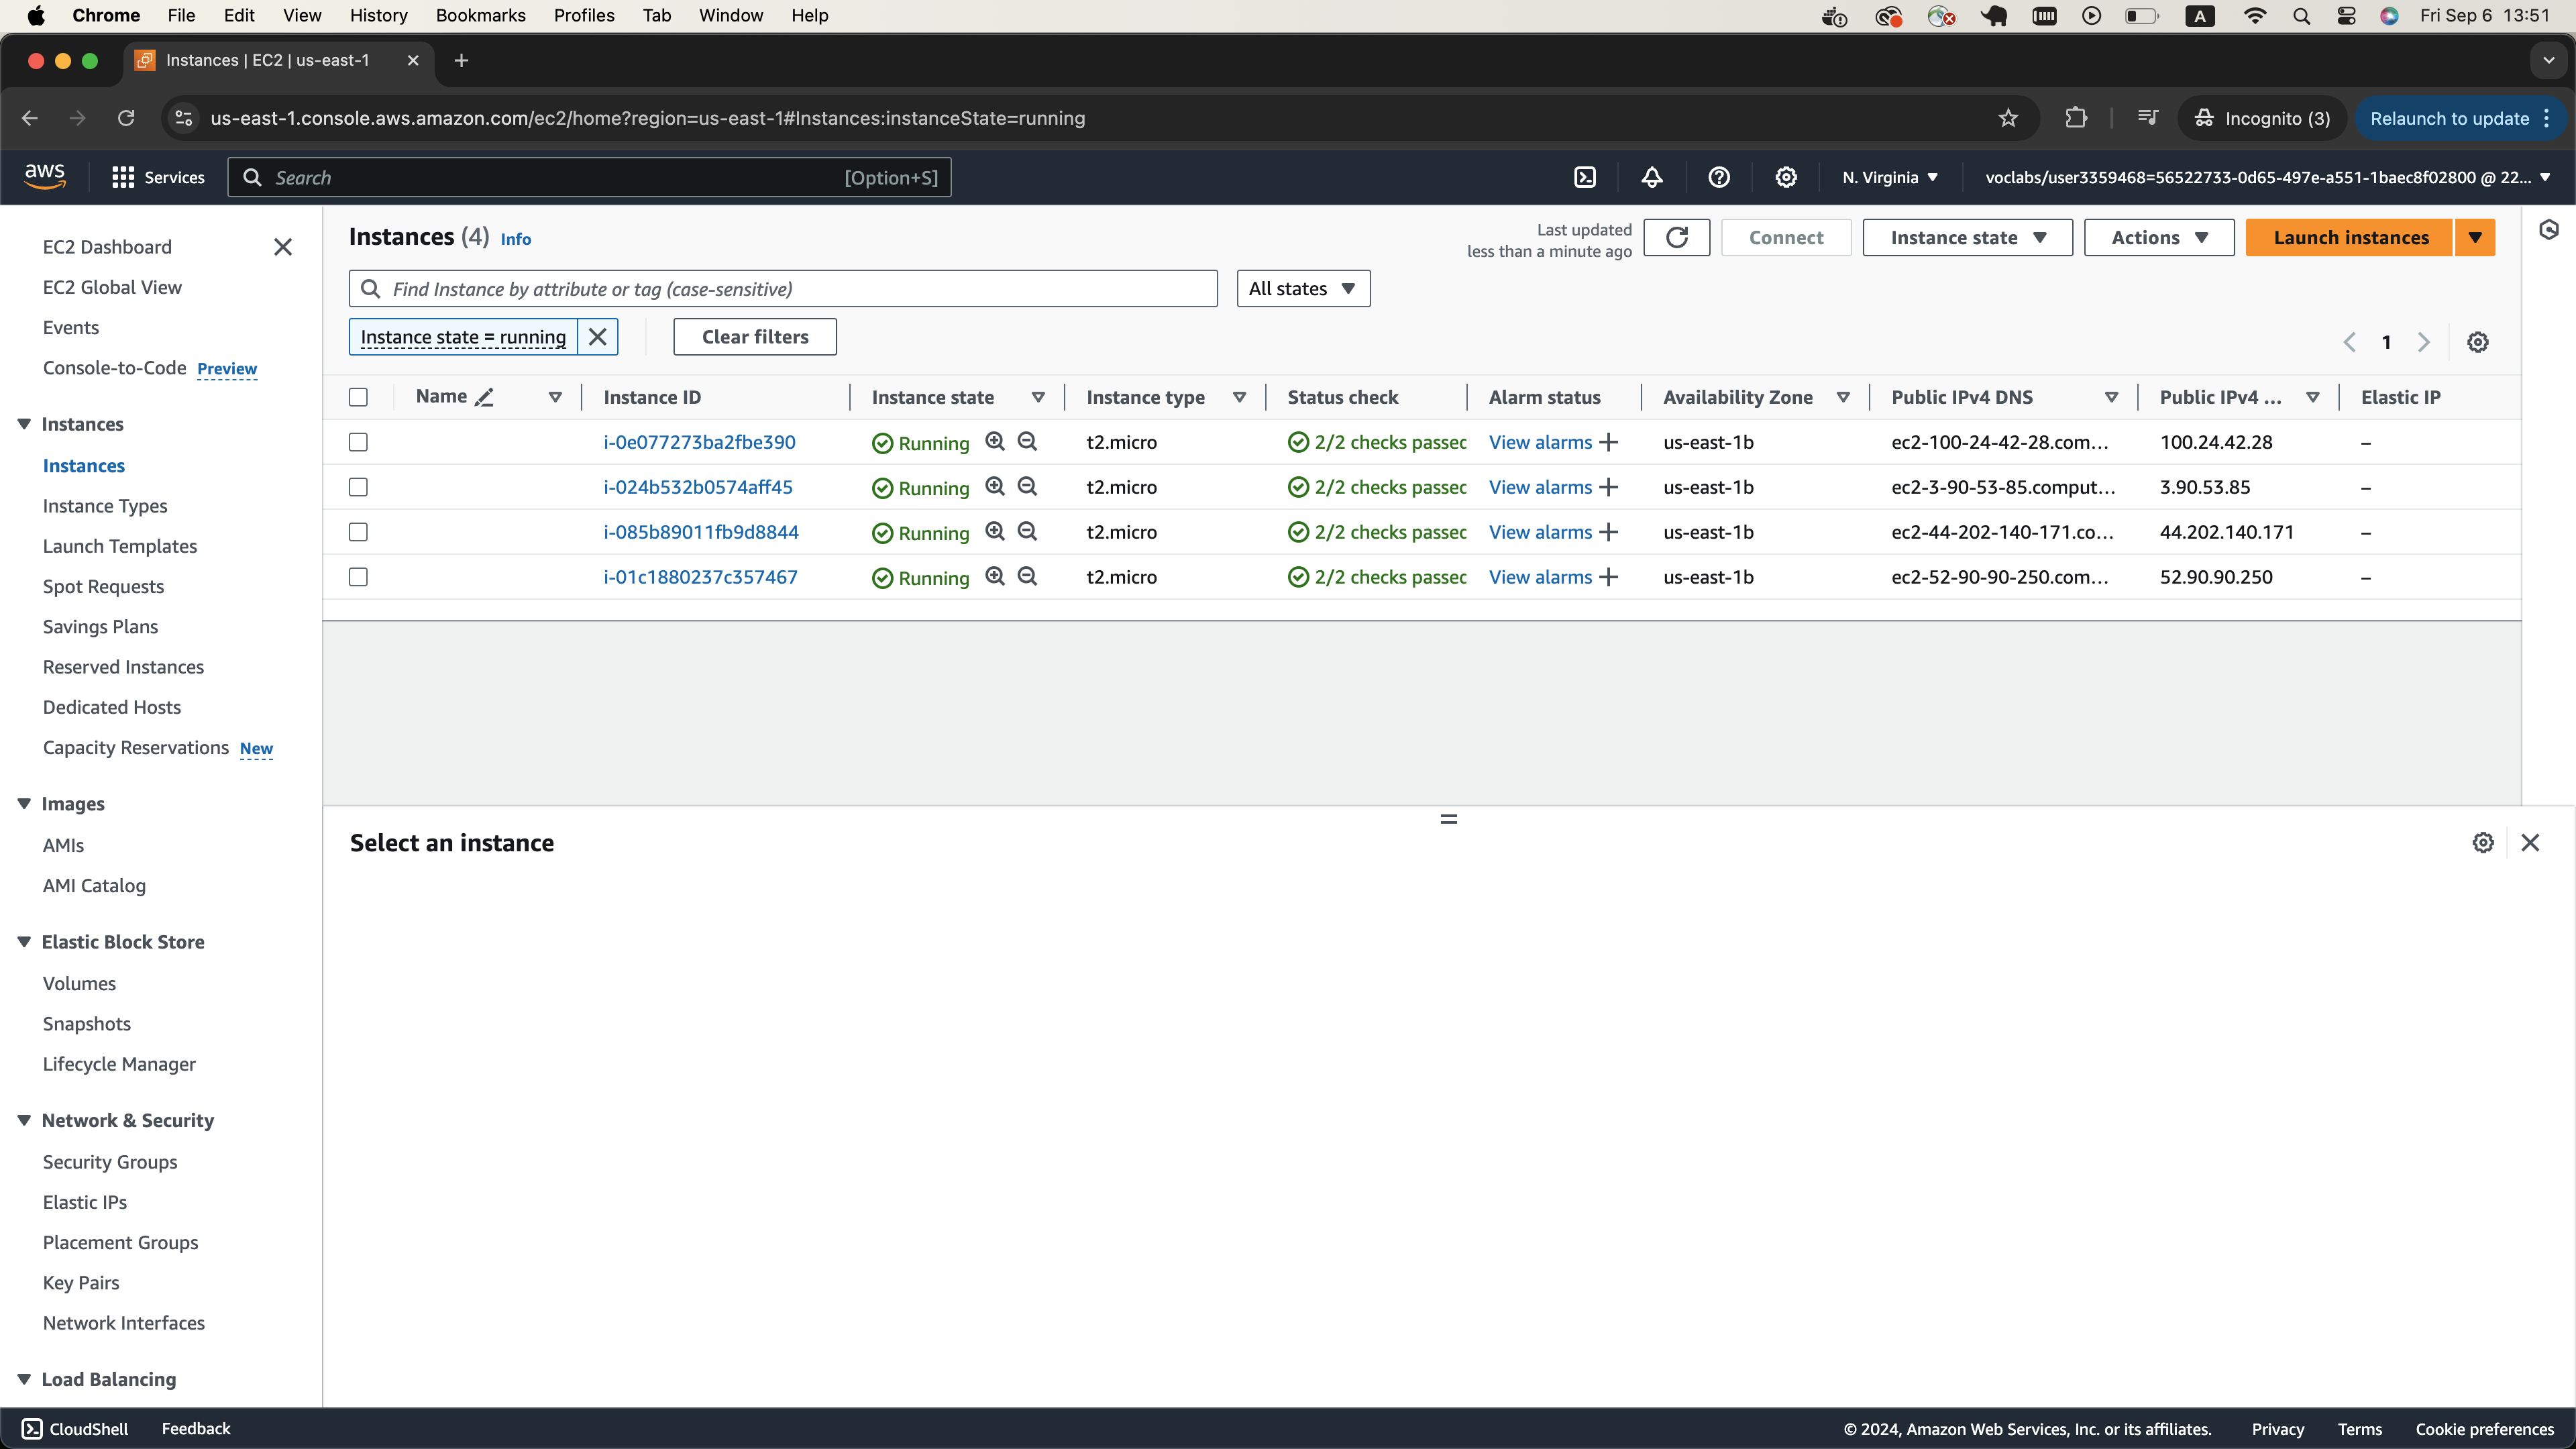 Chrome File Edit View History Bookmarks Profiles Tab Window Help A Fri Sep 6 13:51
Instances | EC2 | us-east-1
us-east-1.console.aws.amazon.com/ec2/home?region=us-east-1#Instances:instanceState=running Incognito (3) Relaunch to update
aws Services Search [Option+S] N. Virginia voclabs/user3359468=56522733-0d65-497e-a551-1baec8f02800 @ 22...
EC2 Dashboard
EC2 Global View
Events
Console-to-Code Preview
Instances
Instances
Instance Types
Launch Templates
Spot Requests
Savings Plans
Reserved Instances
Dedicated Hosts
Capacity Reservations New
Images
AMIs
AMI Catalog
Elastic Block Store
Volumes
Snapshots
Lifecycle Manager
Network & Security
Security Groups
Elastic IPs
Placement Groups
Key Pairs
Network Interfaces
Load Balancing
Instances (4) Info
Last updated
less than a minute ago
Connect Instance state Actions Launch instances
Find Instance by attribute or tag (case-sensitive) All states
Instance state = running Clear filters
1
Name Instance ID Instance state Instance type Status check Alarm status Availability Zone Public IPv4 DNS Public IPv4 ... Elastic IP
i-0e077273ba2fbe390 Running t2.micro 2/2 checks passec View alarms us-east-1b ec2-100-24-42-28.com... 100.24.42.28 –
i-024b532b0574aff45 Running t2.micro 2/2 checks passec View alarms us-east-1b ec2-3-90-53-85.comput... 3.90.53.85 –
i-085b89011fb9d8844 Running t2.micro 2/2 checks passec View alarms us-east-1b ec2-44-202-140-171.co... 44.202.140.171 –
i-01c1880237c357467 Running t2.micro 2/2 checks passec View alarms us-east-1b ec2-52-90-90-250.com... 52.90.90.250 –
Select an instance
CloudShell Feedback © 2024, Amazon Web Services, Inc. or its affiliates. Privacy Terms Cookie preferences